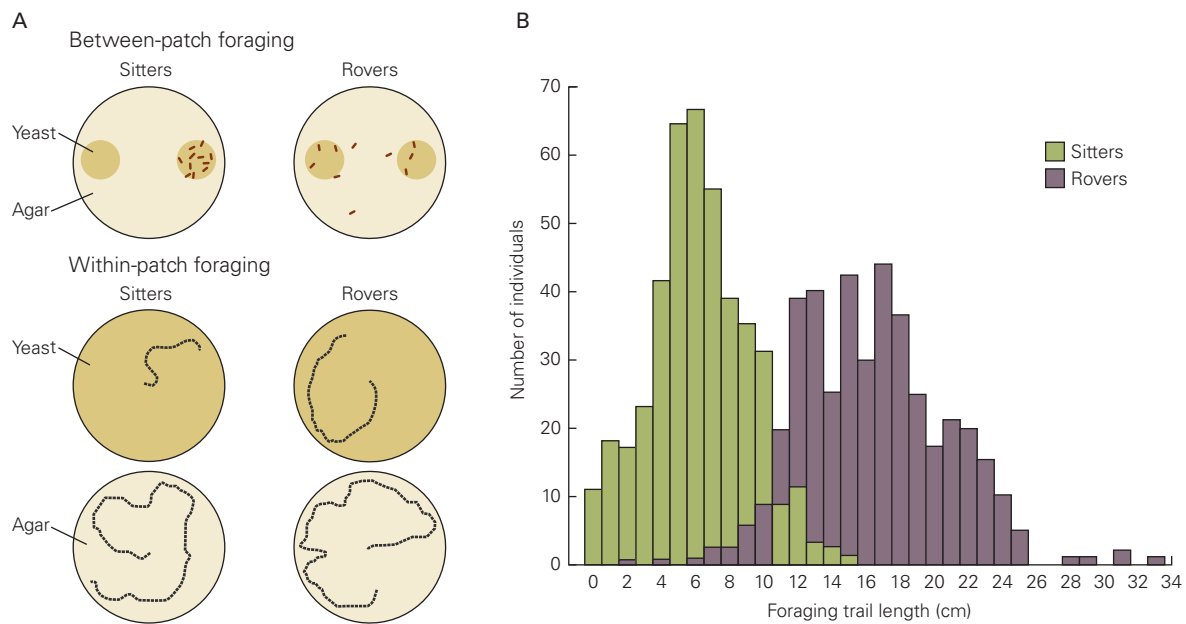 A
Between-patch foraging
Sitters
Rovers
Yeast
Agar
Within-patch foraging
Sitters
Rovers
Yeast
Agar
B
70
60
50
40
30
20
10
0
Number of individuals
0 2 4 6 8 10 12 14 16 18 20 22 24 26 28 30 32 34
Foraging trail length (cm)
Sitters
Rovers